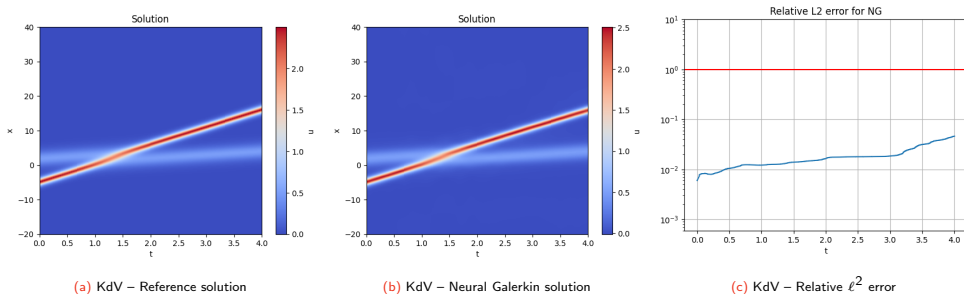 Solution
40
30
20
10
0
−10
−20
x
0.0 0.5 1.0 1.5 2.0 2.5 3.0 3.5 4.0
t
2.0
1.5
1.0
0.5
0.0
u
(a) KdV – Reference solution
Solution
40
30
20
10
0
−10
−20
x
0.0 0.5 1.0 1.5 2.0 2.5 3.0 3.5 4.0
t
2.5
2.0
1.5
1.0
0.5
0.0
u
(b) KdV – Neural Galerkin solution
Relative L2 error for NG
10¹
10⁰
10⁻¹
10⁻²
10⁻³
0.0 0.5 1.0 1.5 2.0 2.5 3.0 3.5 4.0
t
(c) KdV – Relative ℓ² error